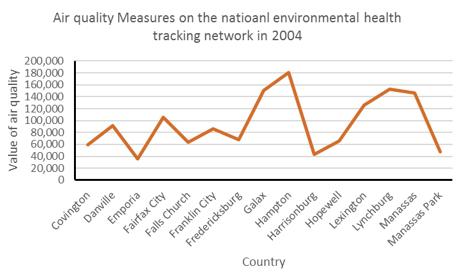 Air quality Measures on the natioanl environmental health
tracking network in 2004
Value of air quality
200,000
180,000
160,000
140,000
120,000
100,000
80,000
60,000
40,000
20,000
0
Covington
Danville
Emporia
Fairfax City
Falls Church
Franklin City
Fredericksburg
Galax
Hampton
Harrisonburg
Hopewell
Lexington
Lynchburg
Manassas
Manassas Park
Country